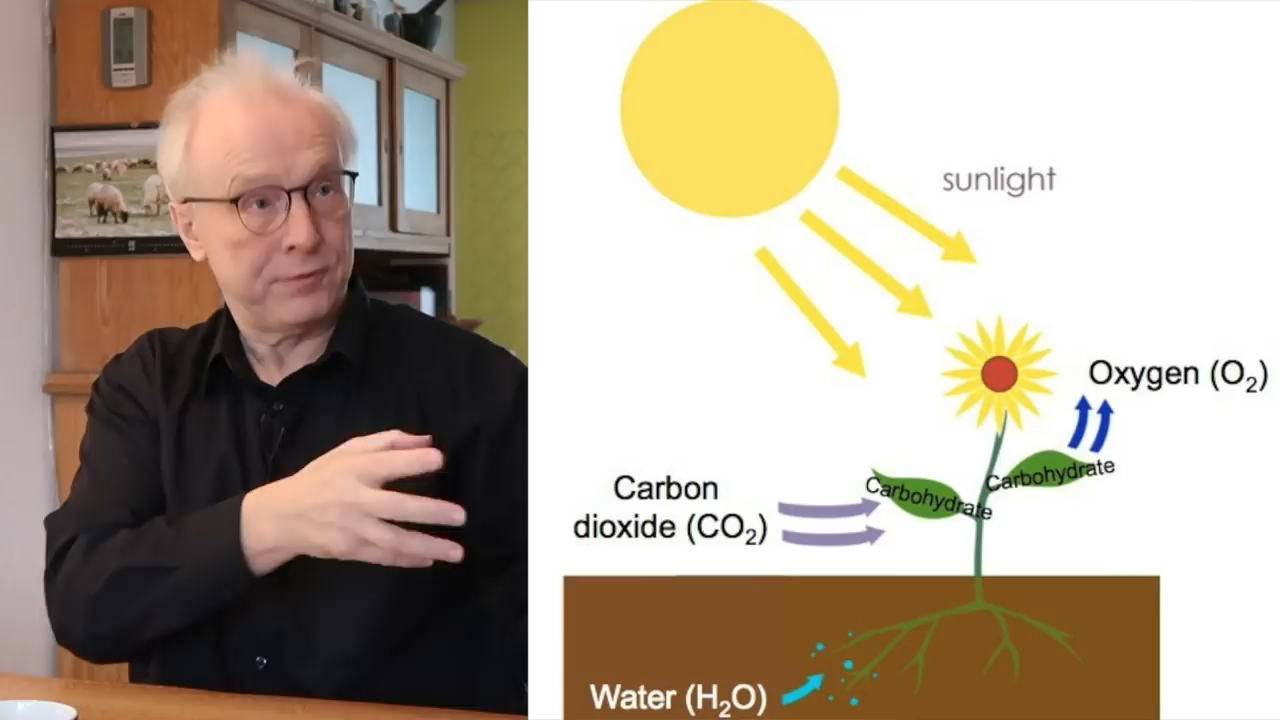 sunlight
Oxygen (O₂)
Carbohydrate
Carbon
dioxide (CO₂)
Carbohydrate
Water (H₂O)